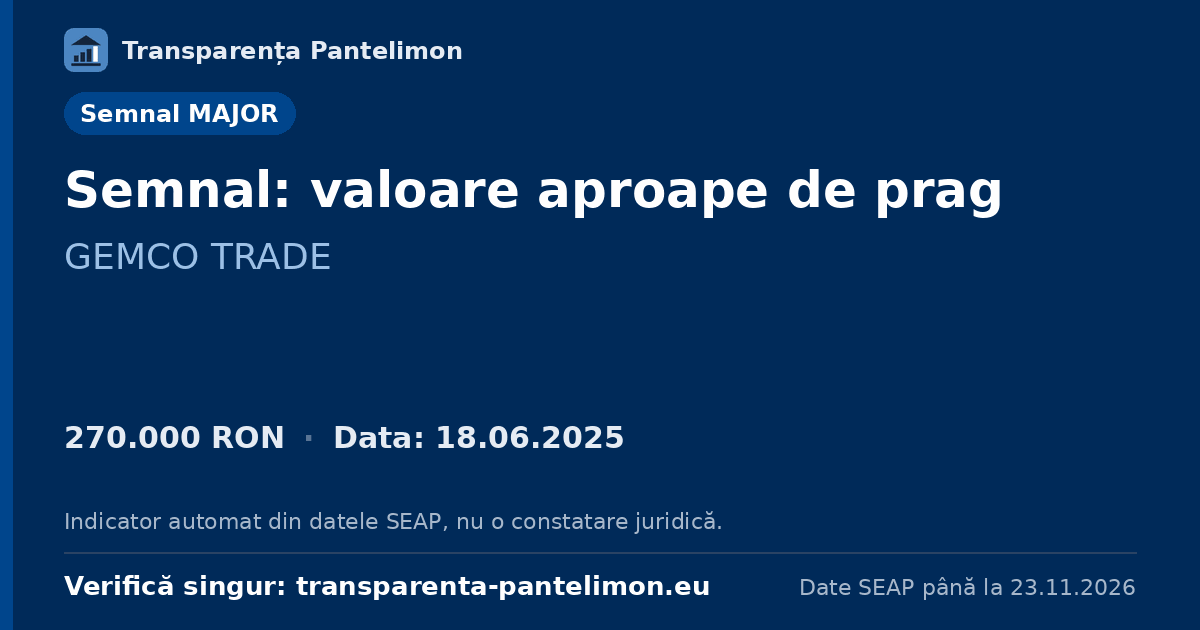 Transparența Pantelimon
Semnal MAJOR
Semnal: valoare aproape de prag
GEMCO TRADE
270.000 RON · Data: 18.06.2025
Indicator automat din datele SEAP, nu o constatare juridică.
Verifică singur: transparenta-pantelimon.eu
Date SEAP până la 23.11.2026